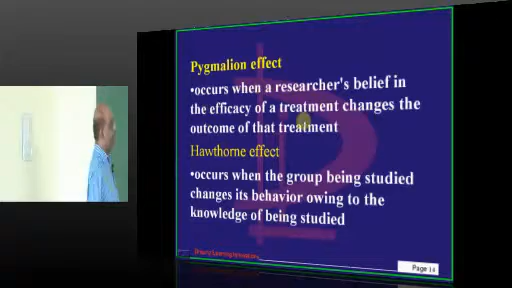 Pygmalion effect
•occurs when a researcher's belief in
the efficacy of a treatment changes the
outcome of that treatment
Hawthorne effect
•occurs when the group being studied
changes its behavior owing to the
knowledge of being studied
Page 14